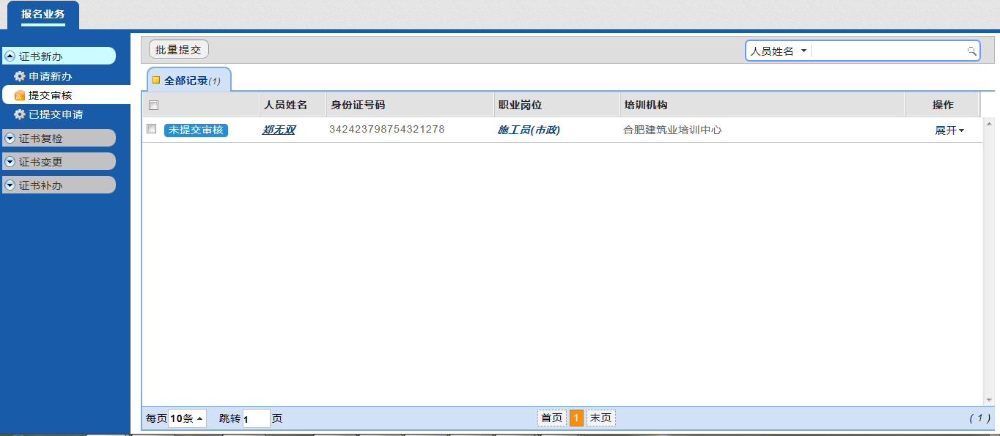 报名业务
证书新办
申请新办
提交审核
已提交申请
证书复检
证书变更
证书补办
批量提交
人员姓名
全部记录(1)
人员姓名 身份证号码 职业岗位 培训机构 操作
未提交审核 郑无双 342423798754321278 施工员(市政) 合肥建筑业培训中心 展开
每页 10条 跳转 1 页 首页 1 末页 ( 1 )